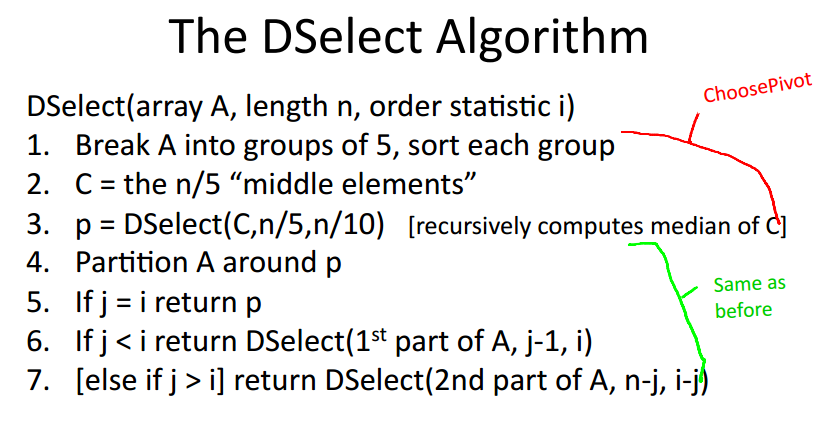 The DSelect Algorithm
ChoosePivot
DSelect(array A, length n, order statistic i)
1. Break A into groups of 5, sort each group
2. C = the n/5 “middle elements”
3. p = DSelect(C,n/5,n/10) [recursively computes median of C]
4. Partition A around p
5. If j = i return p
6. If j < i return DSelect(1st part of A, j-1, i)
7. [else if j > i] return DSelect(2nd part of A, n-j, i-j)
Same as
before